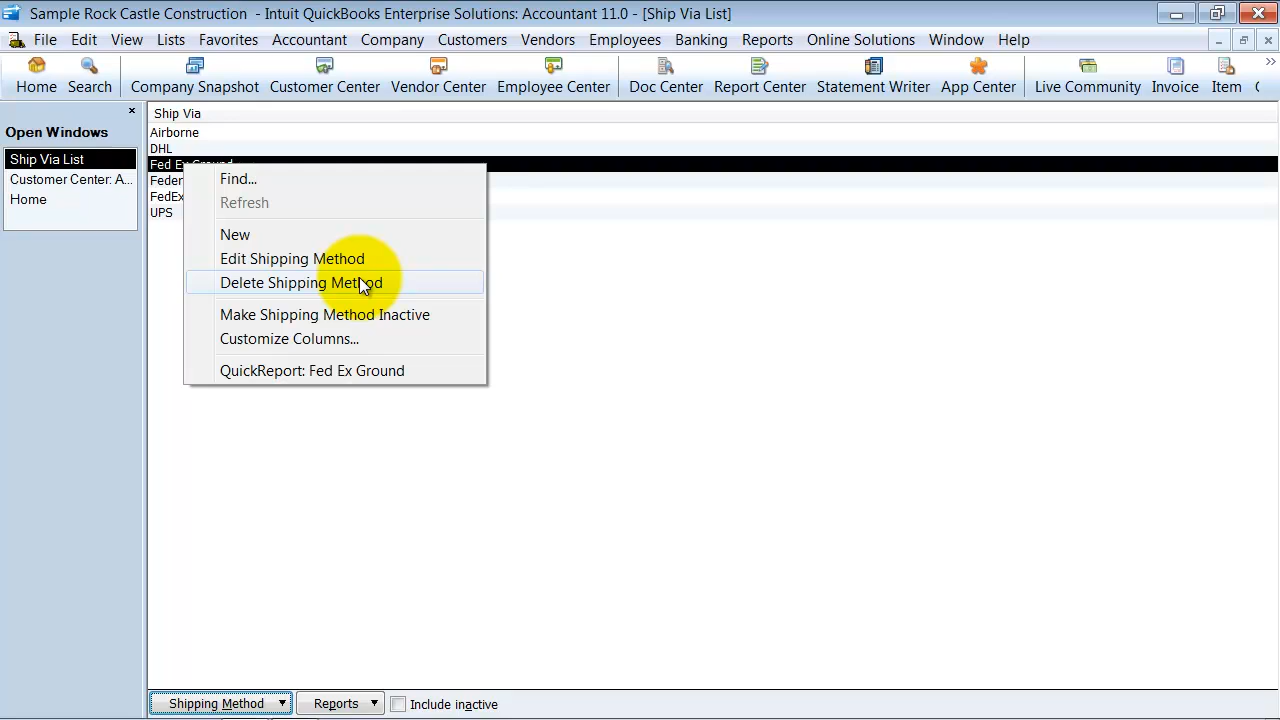 Sample Rock Castle Construction - Intuit QuickBooks Enterprise Solutions: Accountant 11.0 - [Ship Via List]
File Edit View Lists Favorites Accountant Company Customers Vendors Employees Banking Reports Online Solutions Window Help
Home Search Company Snapshot Customer Center Vendor Center Employee Center Doc Center Report Center Statement Writer App Center Live Community Invoice Item
Open Windows
Ship Via List
Customer Center: A...
Home
Ship Via
Airborne
DHL
Fed Ex Ground
Feder
FedEx
UPS
Find...
Refresh
New
Edit Shipping Method
Delete Shipping Method
Make Shipping Method Inactive
Customize Columns...
QuickReport: Fed Ex Ground
Shipping Method Reports Include inactive